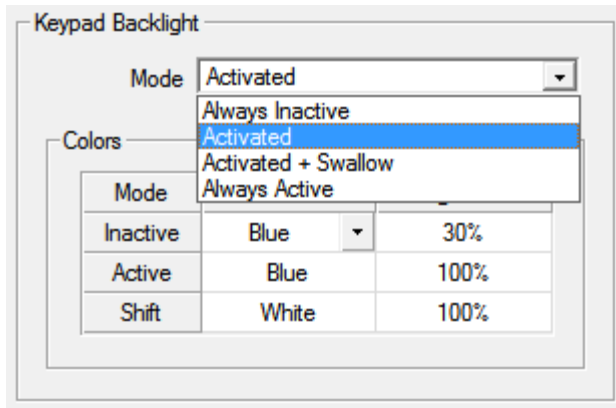 Keypad Backlight
Mode Activated
Always Inactive
Activated
Activated + Swallow
Always Active
Colors
Mode
Inactive Blue 30%
Active Blue 100%
Shift White 100%